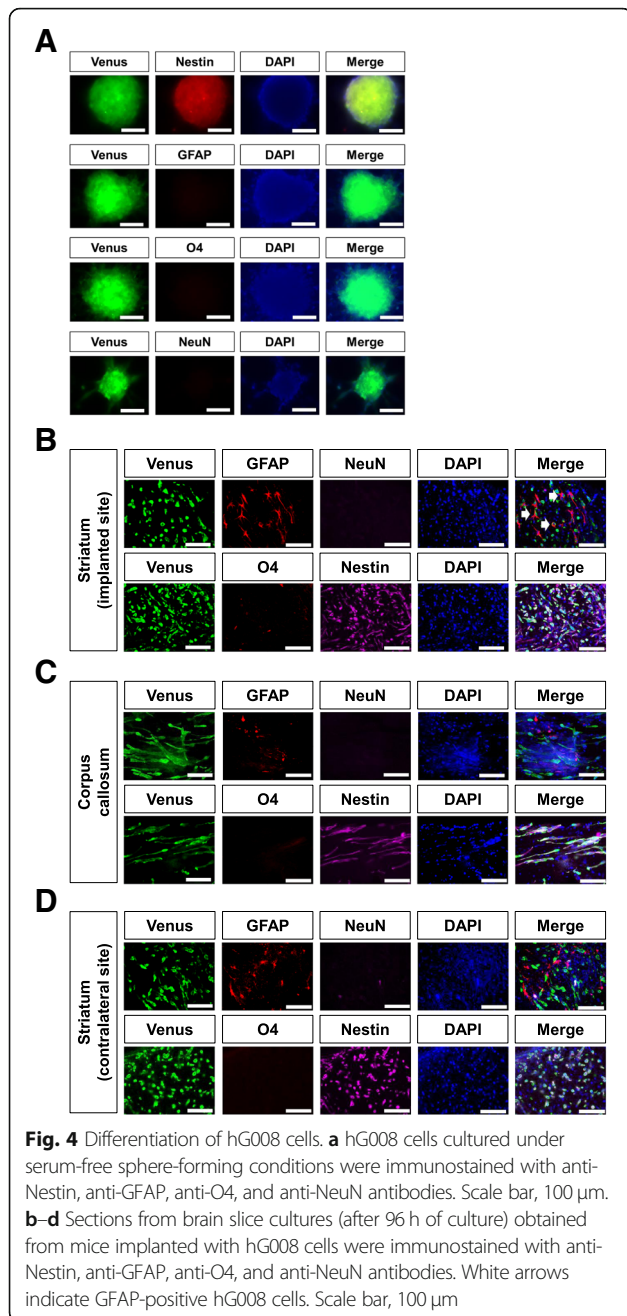 A
Venus Nestin DAPI Merge
Venus GFAP DAPI Merge
Venus O4 DAPI Merge
Venus NeuN DAPI Merge
B
Striatum
(implanted site)
Venus GFAP NeuN DAPI Merge
Venus O4 Nestin DAPI Merge
C
Corpus
callosum
Venus GFAP NeuN DAPI Merge
Venus O4 Nestin DAPI Merge
D
Striatum
(contralateral site)
Venus GFAP NeuN DAPI Merge
Venus O4 Nestin DAPI Merge
Fig. 4 Differentiation of hG008 cells. a hG008 cells cultured under
serum-free sphere-forming conditions were immunostained with anti-
Nestin, anti-GFAP, anti-O4, and anti-NeuN antibodies. Scale bar, 100 μm.
b–d Sections from brain slice cultures (after 96 h of culture) obtained
from mice implanted with hG008 cells were immunostained with anti-
Nestin, anti-GFAP, anti-O4, and anti-NeuN antibodies. White arrows
indicate GFAP-positive hG008 cells. Scale bar, 100 μm